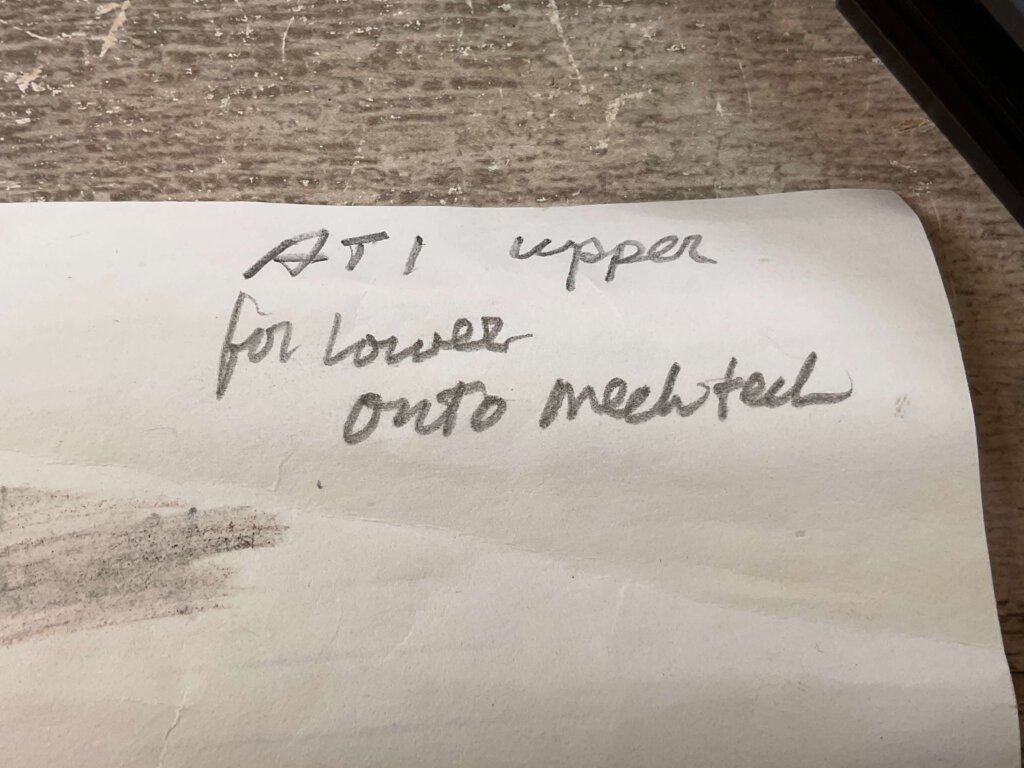 ATI upper
for Lower
onto Mechtech